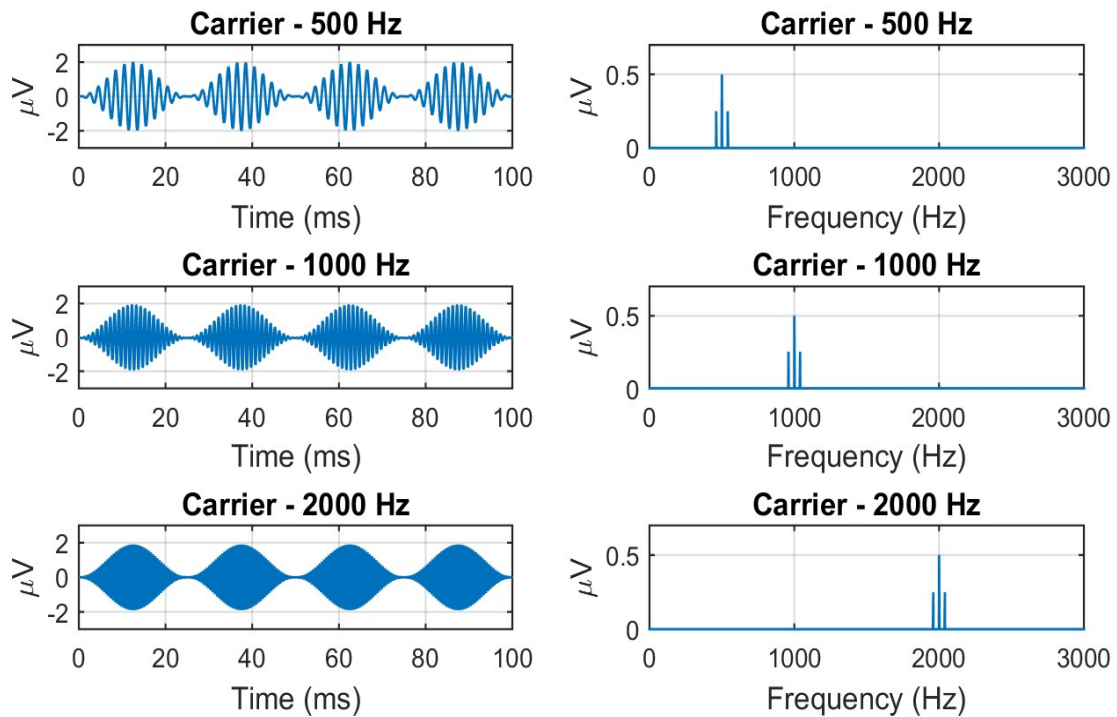 Carrier - 500 Hz
μV
2
0
-2
0 20 40 60 80 100
Time (ms)
Carrier - 500 Hz
μV
0.5
0
0 1000 2000 3000
Frequency (Hz)
Carrier - 1000 Hz
μV
2
0
-2
0 20 40 60 80 100
Time (ms)
Carrier - 1000 Hz
μV
0.5
0
0 1000 2000 3000
Frequency (Hz)
Carrier - 2000 Hz
μV
2
0
-2
0 20 40 60 80 100
Time (ms)
Carrier - 2000 Hz
μV
0.5
0
0 1000 2000 3000
Frequency (Hz)